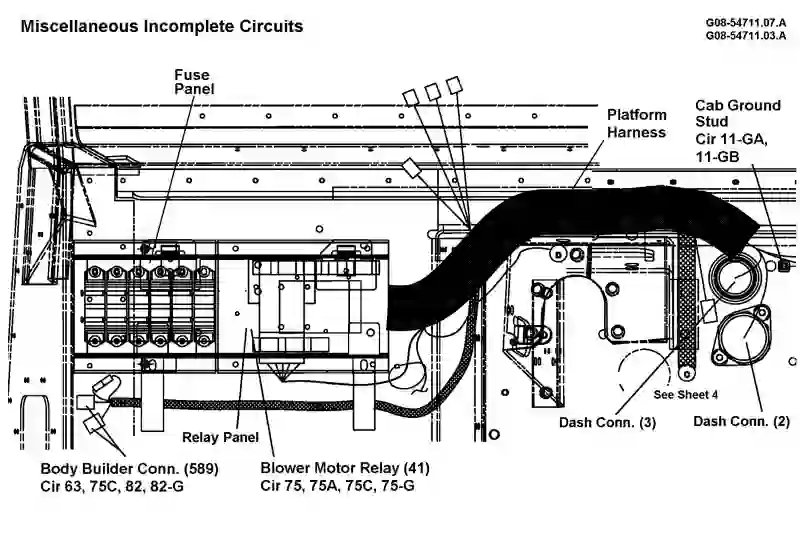 Miscellaneous Incomplete Circuits
G08-54711.07.A
G08-54711.03.A
Fuse
Panel
Platform
Harness
Cab Ground
Stud
Cir 11-GA,
11-GB
See Sheet 4
Dash Conn. (3)
Dash Conn. (2)
Relay Panel
Body Builder Conn. (589)
Cir 63, 75C, 82, 82-G
Blower Motor Relay (41)
Cir 75, 75A, 75C, 75-G